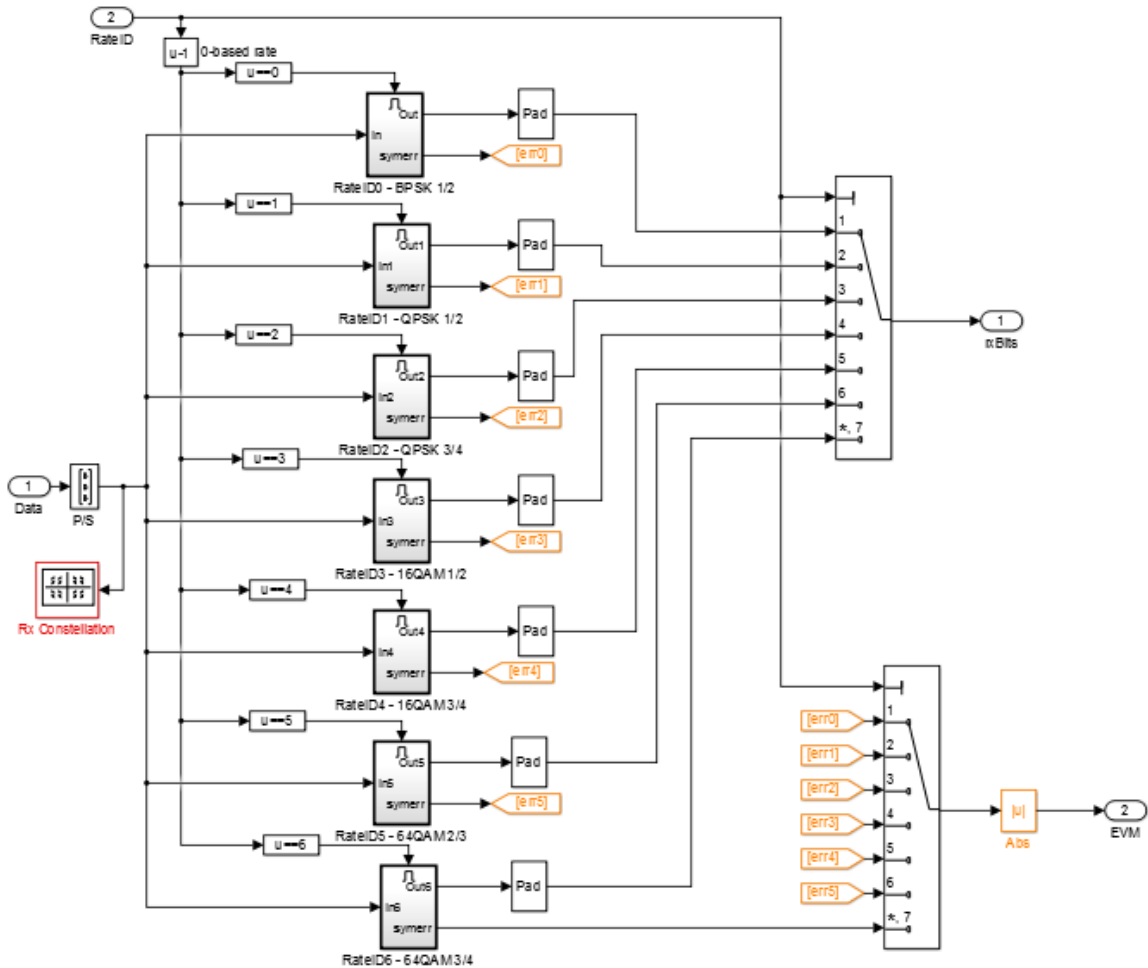 2
RateID
u-1
0-based rate
u==0
Out
In
symerr
Pad
[err0]
RateID0 - BPSK 1/2
u==1
Out1
In1
symerr
Pad
[err1]
RateID1 - QPSK 1/2
u==2
Out2
In2
symerr
Pad
[err2]
RateID2 - QPSK 3/4
u==3
Out3
In3
symerr
Pad
[err3]
RateID3 - 16QAM 1/2
1
Data
P/S
Rx Constellation
u==4
Out4
In4
symerr
Pad
[err4]
RateID4 - 16QAM 3/4
u==5
Out5
In5
symerr
Pad
[err5]
RateID5 - 64QAM 2/3
u==6
Out6
In6
symerr
Pad
RateID6 - 64QAM 3/4
1
2
3
4
5
6
*, 7
1
rxBits
[err0]
[err1]
[err2]
[err3]
[err4]
[err5]
1
2
3
4
5
6
*, 7
|u|
Abs
2
EVM